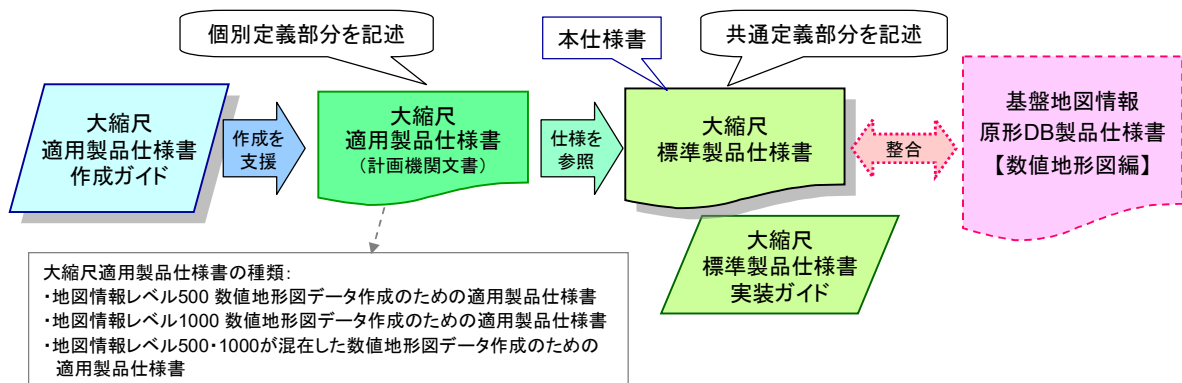 個別定義部分を記述
本仕様書
共通定義部分を記述
大縮尺
適用製品仕様書
作成ガイド
作成を
支援
大縮尺
適用製品仕様書
(計画機関文書)
仕様を
参照
大縮尺
標準製品仕様書
整合
基盤地図情報
原形DB製品仕様書
【数値地形図編】
大縮尺
標準製品仕様書
実装ガイド
大縮尺適用製品仕様書の種類:
・地図情報レベル500 数値地形図データ作成のための適用製品仕様書
・地図情報レベル1000 数値地形図データ作成のための適用製品仕様書
・地図情報レベル500・1000が混在した数値地形図データ作成のための
適用製品仕様書